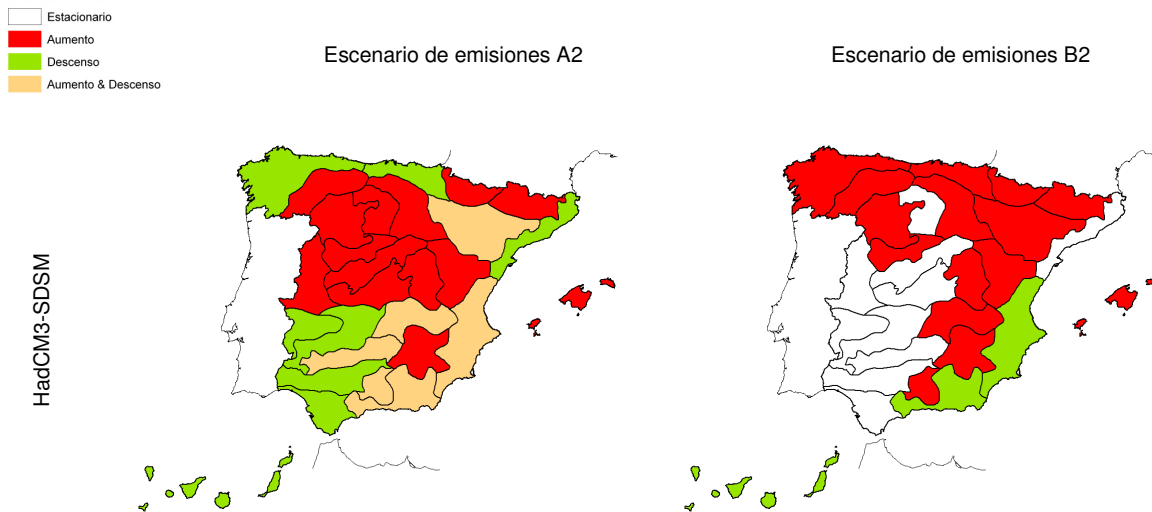 Estacionario
Aumento
Descenso
Aumento & Descenso
Escenario de emisiones A2
Escenario de emisiones B2
HadCM3-SDSM